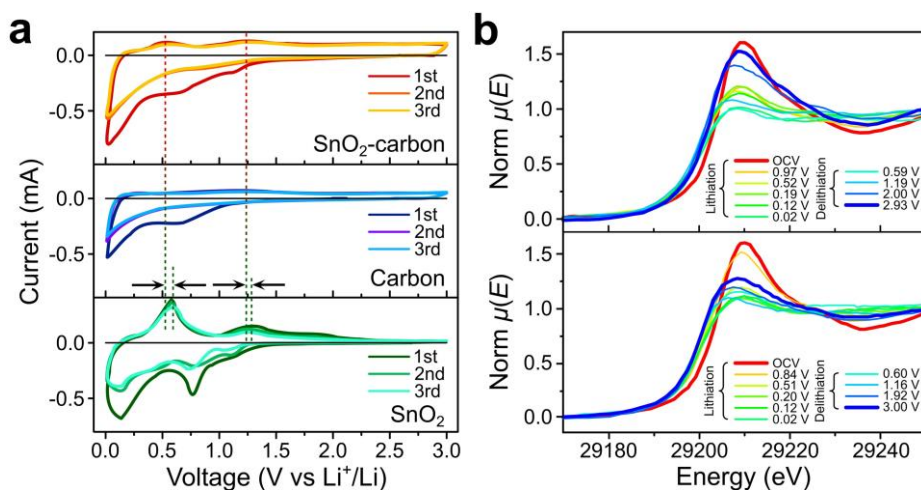 a
0.0
-0.5
1st
2nd
3rd
SnO₂-carbon
0.0
-0.5
1st
2nd
3rd
Carbon
0.0
-0.5
1st
2nd
3rd
SnO₂
0.0 0.5 1.0 1.5 2.0 2.5 3.0
Voltage (V vs Li⁺/Li)
Current (mA)
b
1.5
1.0
0.5
0.0
Norm μ(E)
Lithiation
OCV
0.97 V
0.52 V
0.19 V
0.12 V
0.02 V
Delithiation
0.59 V
1.19 V
2.00 V
2.93 V
1.5
1.0
0.5
0.0
Norm μ(E)
Lithiation
OCV
0.84 V
0.51 V
0.20 V
0.12 V
0.02 V
Delithiation
0.60 V
1.16 V
1.92 V
3.00 V
29180 29200 29220 29240
Energy (eV)